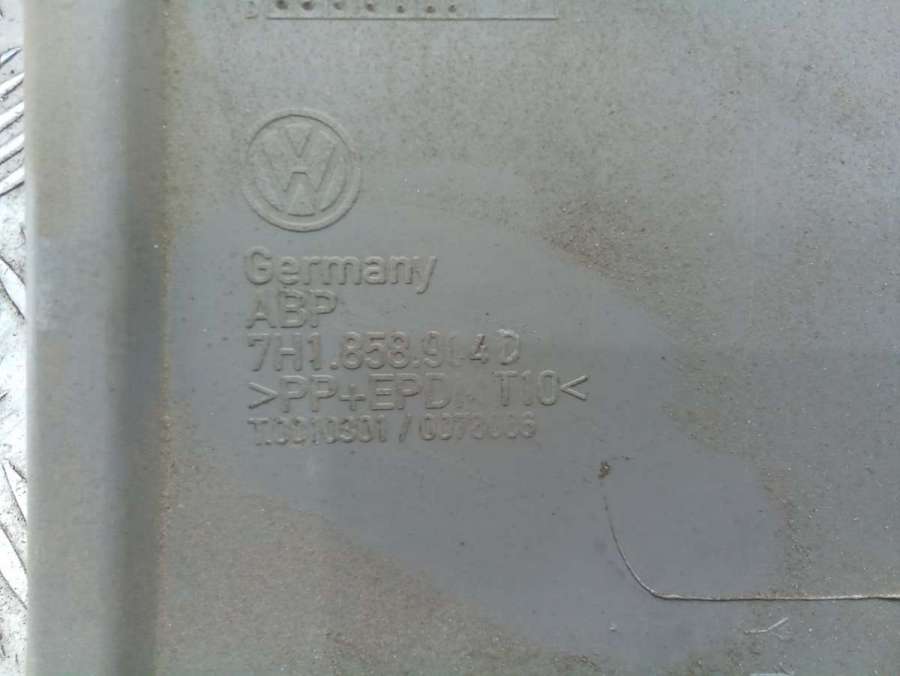 Germany
ABP
7H1.858.914 D
>PP+EPDM T10<